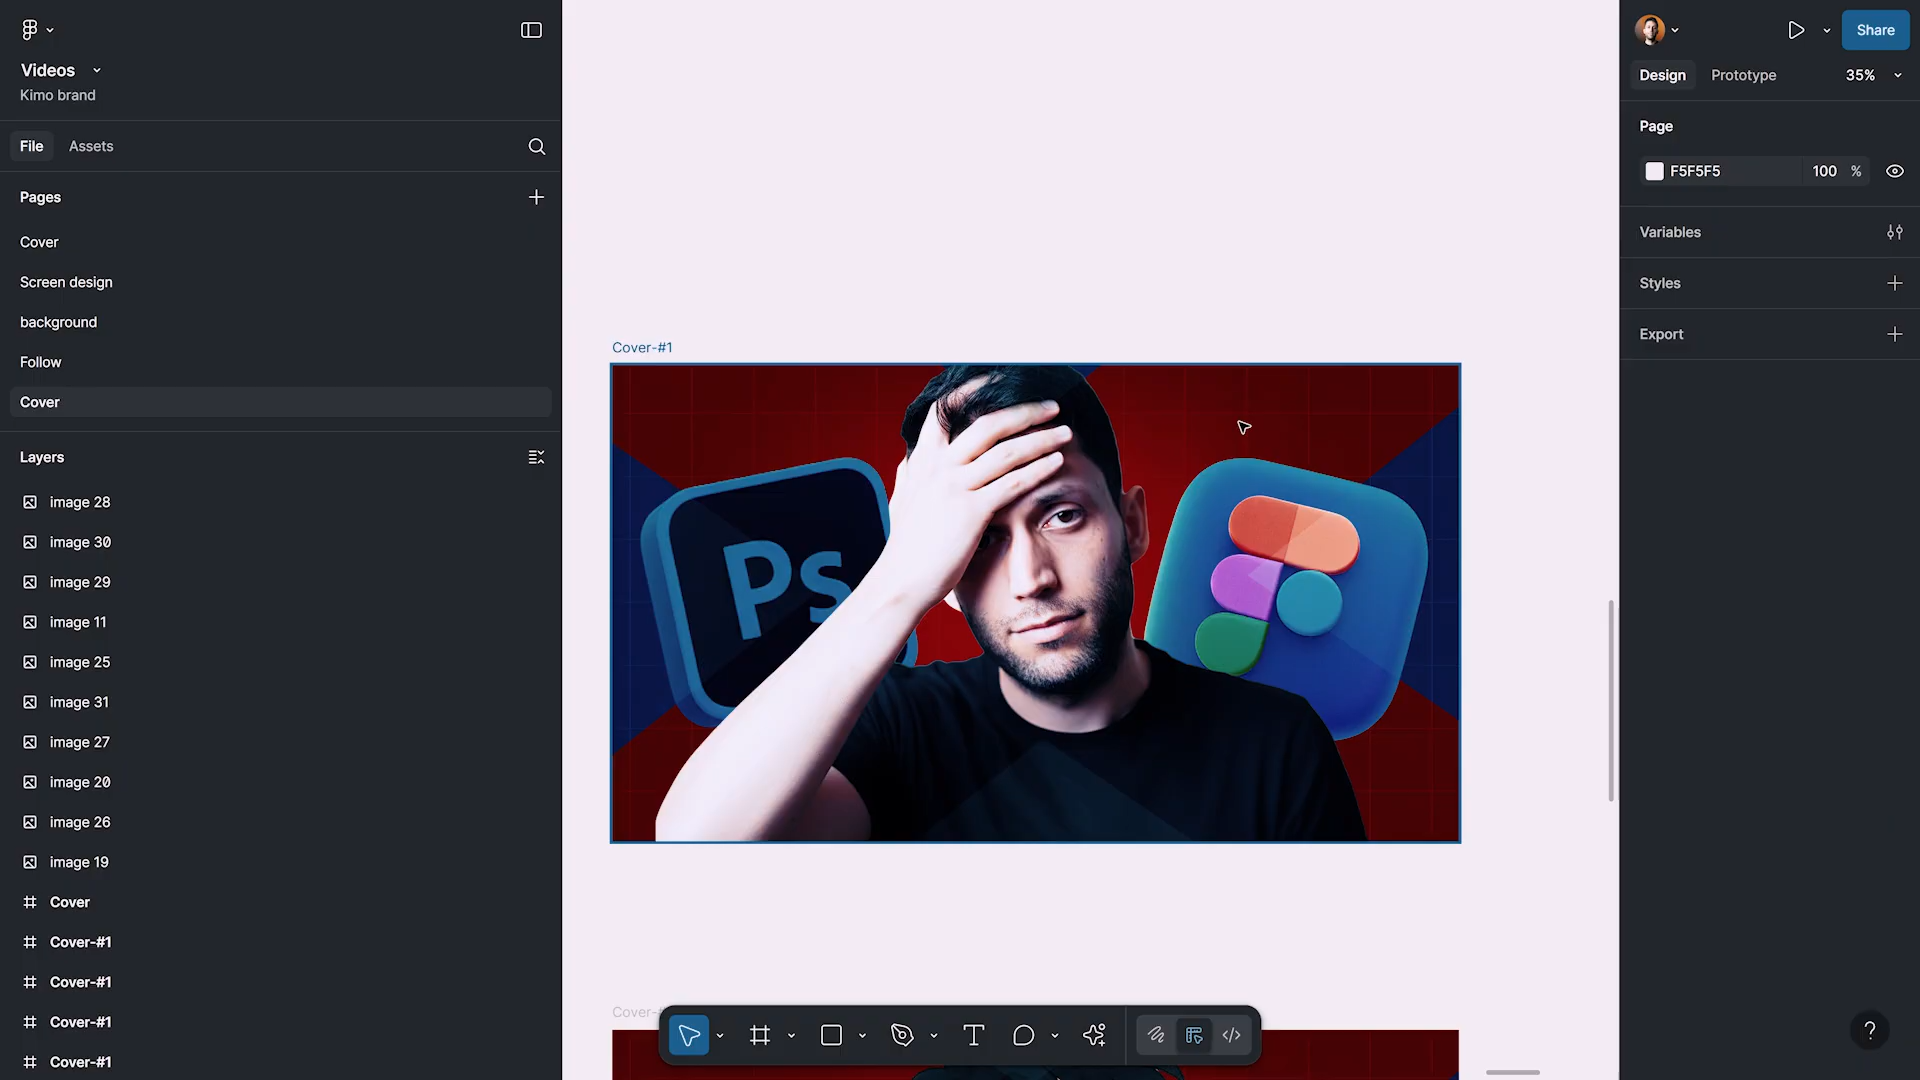 Videos
Kimo brand
File
Assets
Pages
Cover
Screen design
background
Follow
Cover
Layers
image 28
image 30
image 29
image 11
image 25
image 31
image 27
image 20
image 26
image 19
Cover
Cover-#1
Cover-#1
Cover-#1
Cover-#1
Cover-#1
Ps
Cover-
Share
Design
Prototype
35%
Page
F5F5F5
100
%
Variables
Styles
Export
?